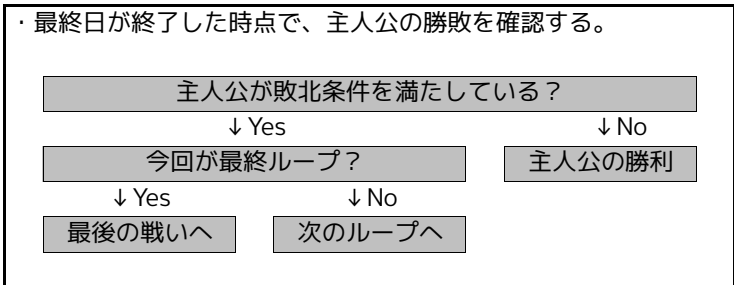 ・最終日が終了した時点で、主人公の勝敗を確認する。
主人公が敗北条件を満たしている？
↓Yes ↓No
今回が最終ループ？ 主人公の勝利
↓Yes ↓No
最後の戦いへ 次のループへ